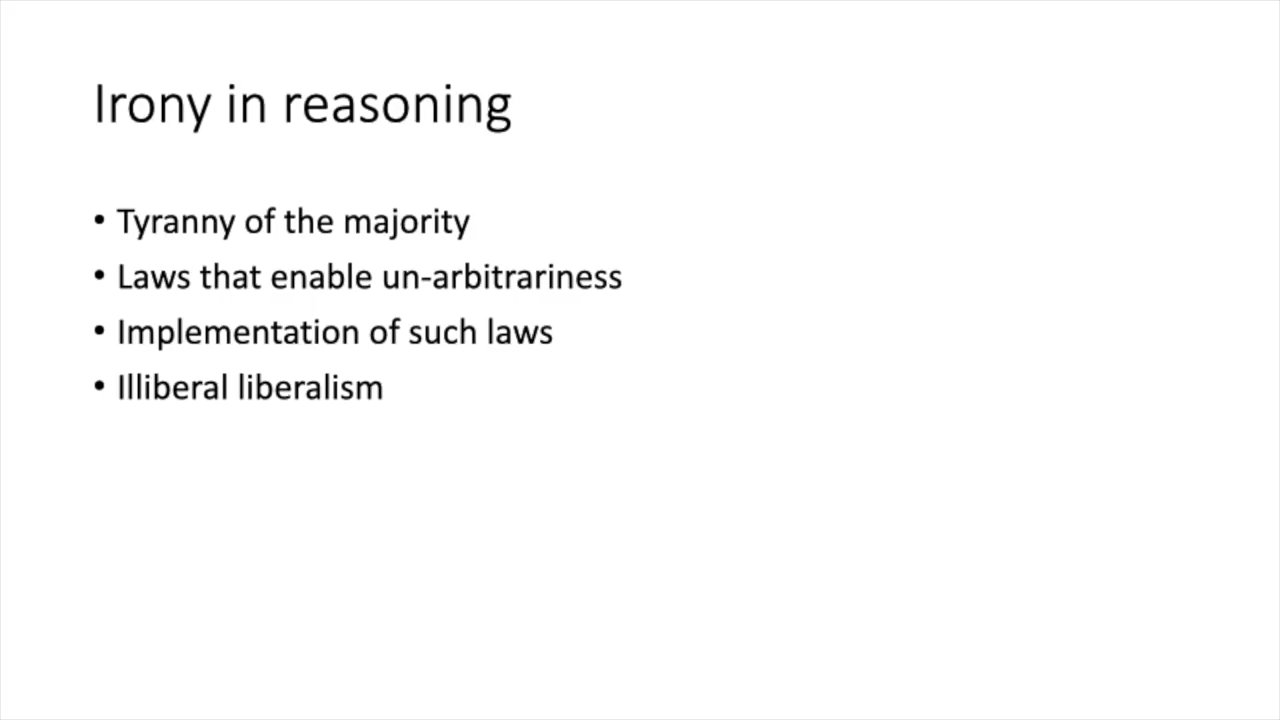 Irony in reasoning
• Tyranny of the majority
• Laws that enable un-arbitrariness
• Implementation of such laws
• Illiberal liberalism